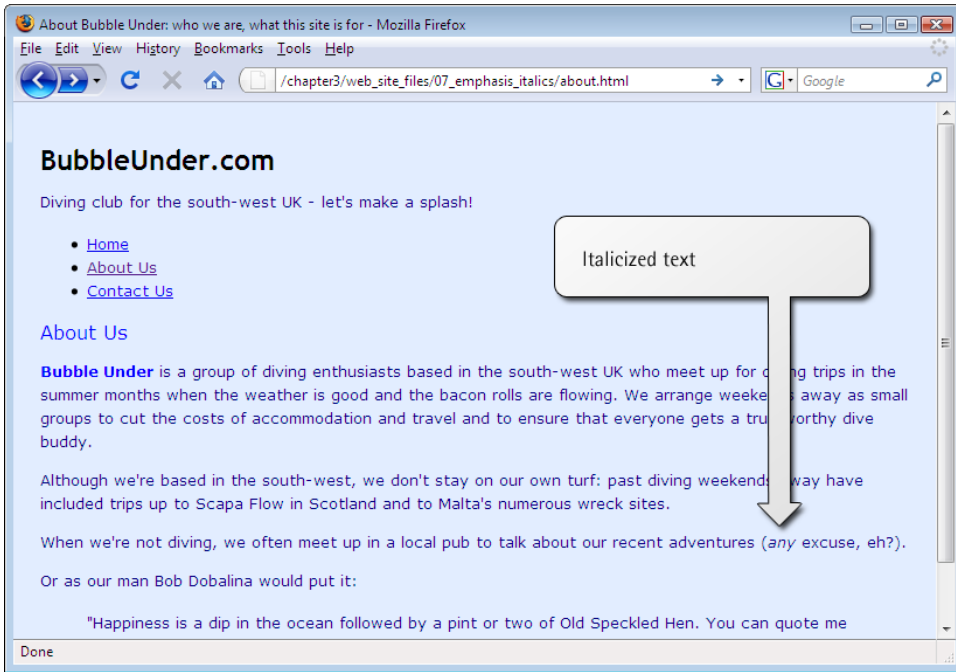 About Bubble Under: who we are, what this site is for - Mozilla Firefox
File Edit View History Bookmarks Tools Help
/chapter3/web_site_files/07_emphasis_italics/about.html
G Google
BubbleUnder.com
Diving club for the south-west UK - let's make a splash!
Home
About Us
Contact Us
Italicized text
About Us
Bubble Under is a group of diving enthusiasts based in the south-west UK who meet up for trips in the
summer months when the weather is good and the bacon rolls are flowing. We arrange away as small
groups to cut the costs of accommodation and travel and to ensure that everyone gets a dive
buddy.
Although we're based in the south-west, we don't stay on our own turf: past diving weekends have
included trips up to Scapa Flow in Scotland and to Malta's numerous wreck sites.
When we're not diving, we often meet up in a local pub to talk about our recent adventures (any excuse, eh?).
Or as our man Bob Dobalina would put it:
"Happiness is a dip in the ocean followed by a pint or two of Old Speckled Hen. You can quote me
Done